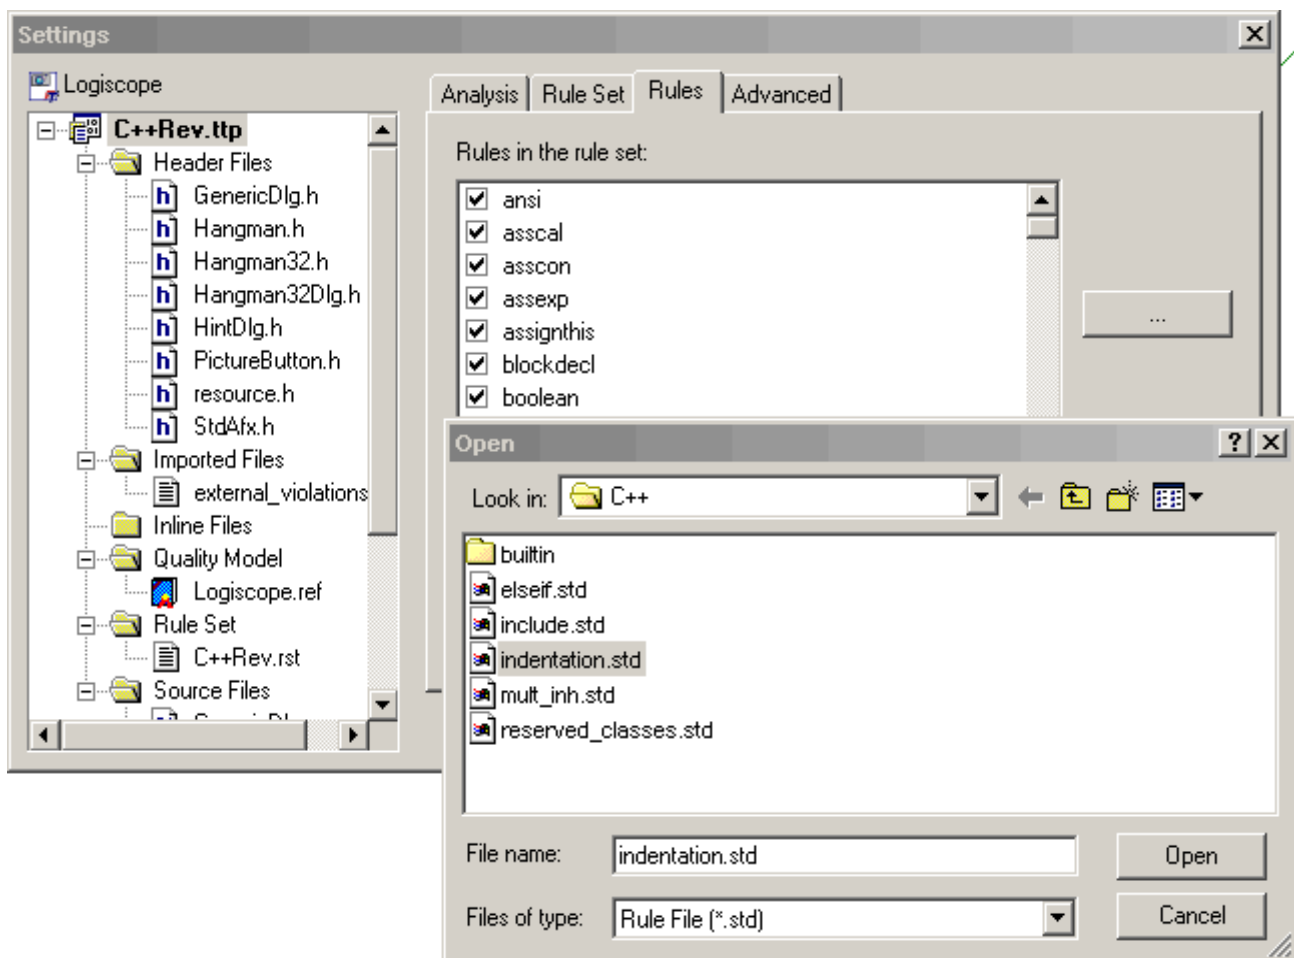 Settings
Logiscope
C++Rev.ttp
Header Files
GenericDlg.h
Hangman.h
Hangman32.h
Hangman32Dlg.h
HintDlg.h
PictureButton.h
resource.h
StdAfx.h
Imported Files
external_violations
Inline Files
Quality Model
Logiscope.ref
Rule Set
C++Rev.rst
Source Files
Analysis Rule Set Rules Advanced
Rules in the rule set:
ansi
asscal
asscon
assexp
assignthis
blockdecl
boolean
...
Open
Look in: C++
builtin
elseif.std
include.std
indentation.std
mult_inh.std
reserved_classes.std
File name: indentation.std Open
Files of type: Rule File (*.std) Cancel